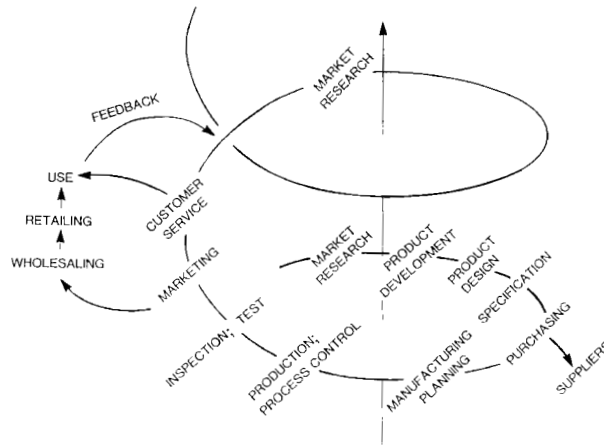 MARKET
RESEARCH
FEEDBACK
USE
CUSTOMER
SERVICE
RETAILING
WHOLESALING
MARKETING
MARKET
RESEARCH
PRODUCT
DEVELOPMENT
PRODUCT
DESIGN
SPECIFICATION
PURCHASING
SUPPLIERS
MANUFACTURING
PLANNING
PRODUCTION;
PROCESS CONTROL
INSPECTION; TEST